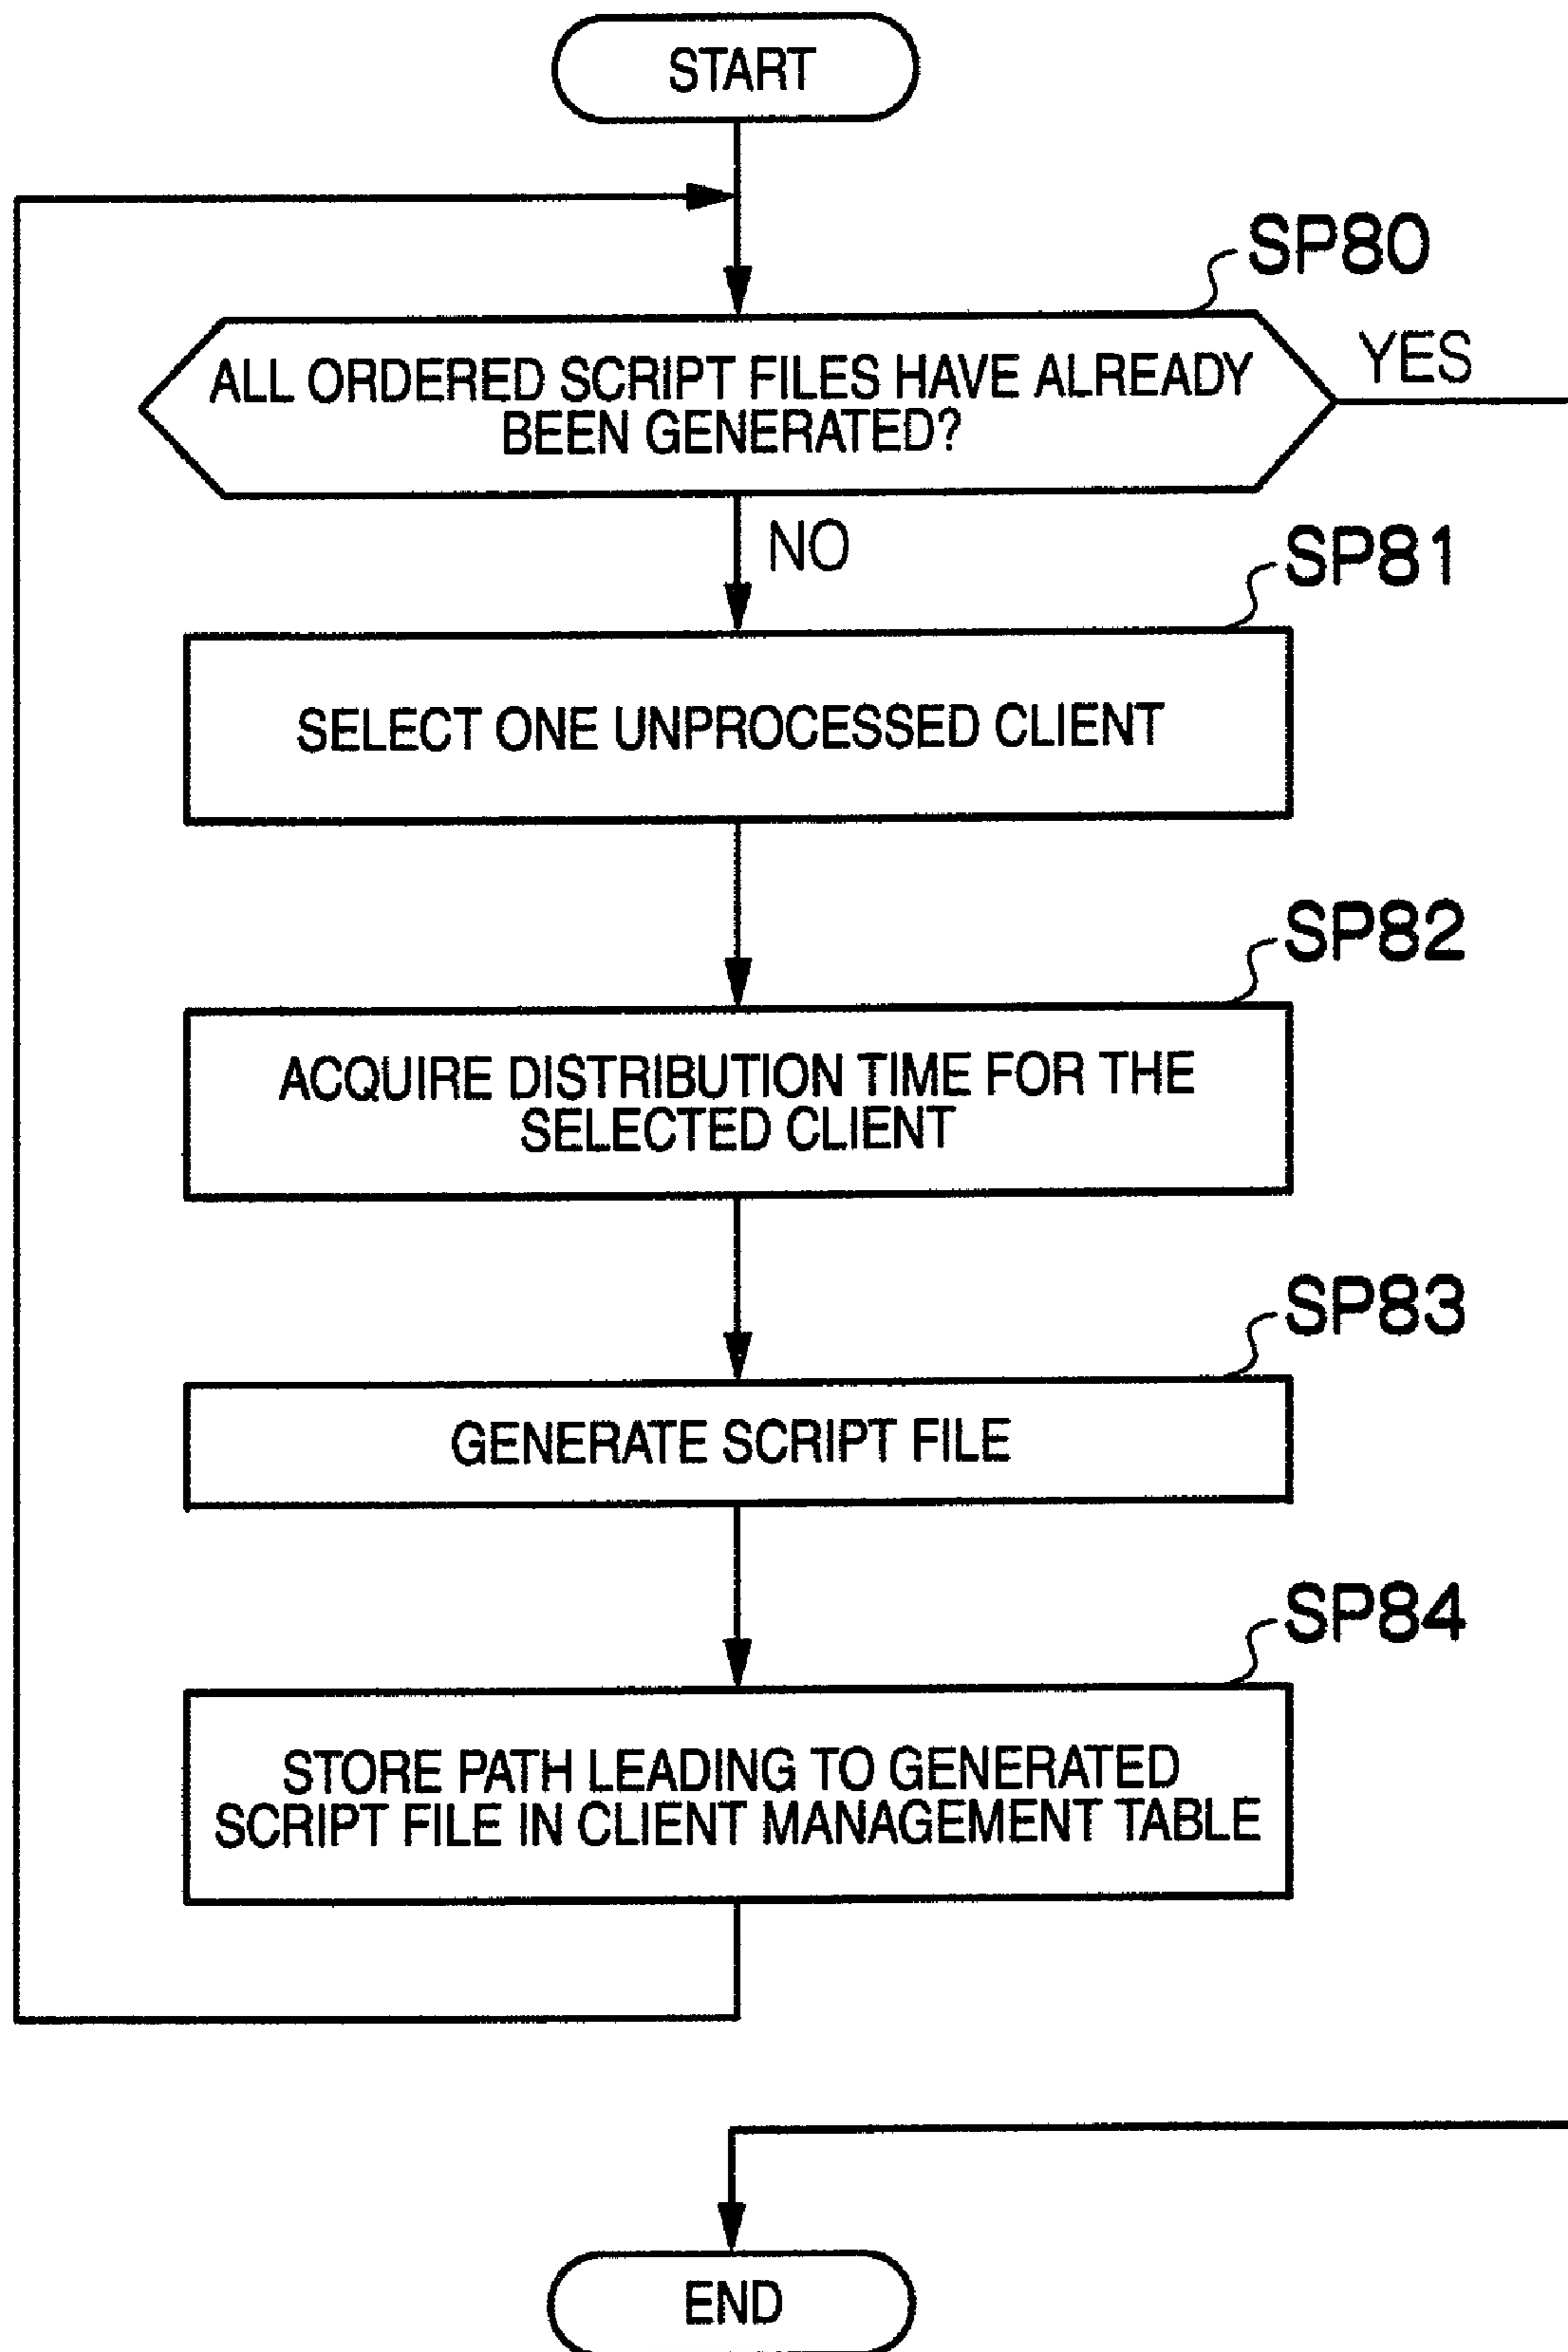 START
SP80
ALL ORDERED SCRIPT FILES HAVE ALREADY
BEEN GENERATED?
YES
NO
SP81
SELECT ONE UNPROCESSED CLIENT
SP82
ACQUIRE DISTRIBUTION TIME FOR THE
SELECTED CLIENT
SP83
GENERATE SCRIPT FILE
SP84
STORE PATH LEADING TO GENERATED
SCRIPT FILE IN CLIENT MANAGEMENT TABLE
END